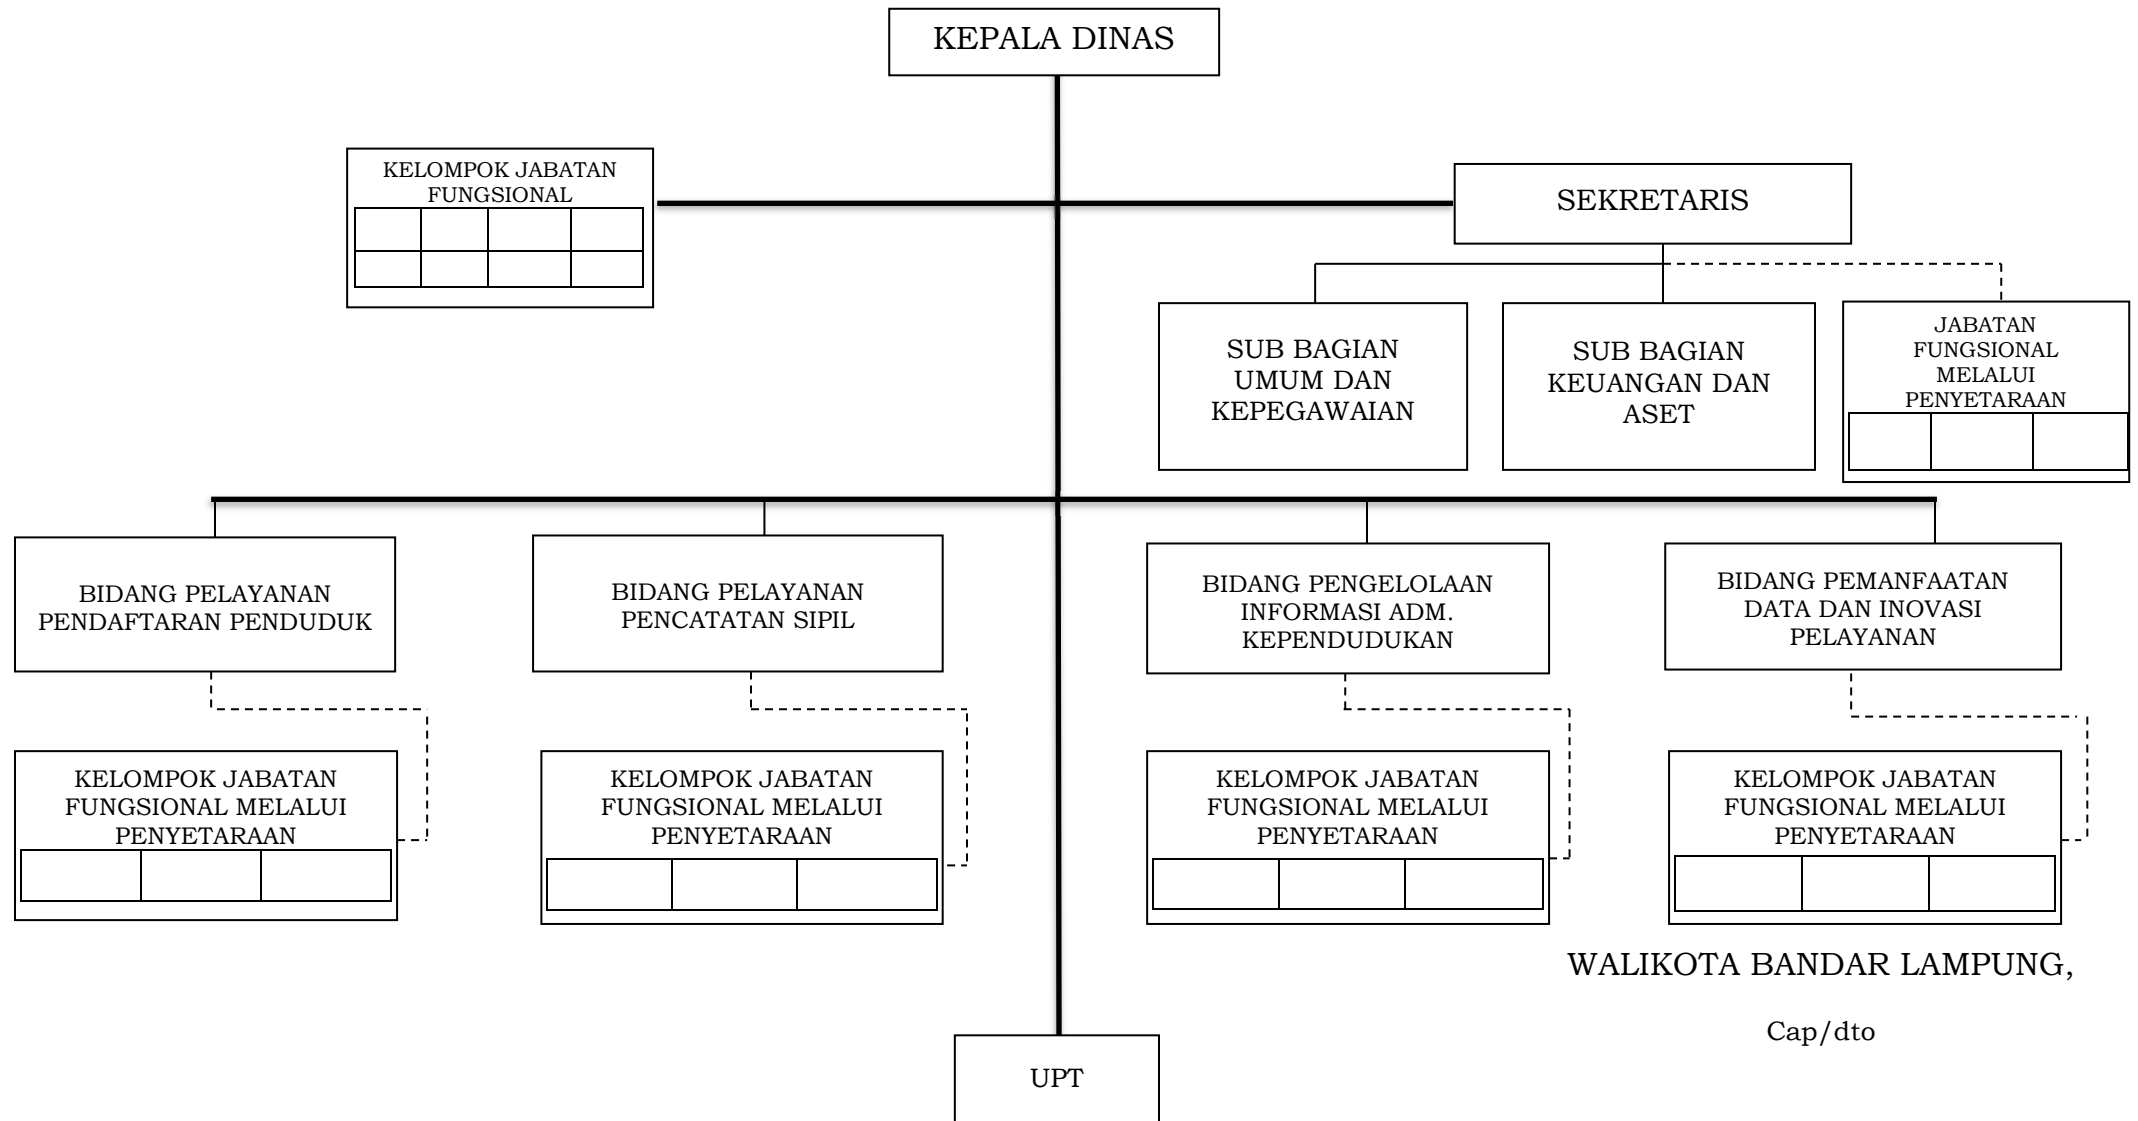 KEPALA DINAS
KELOMPOK JABATAN
FUNGSIONAL
SEKRETARIS
SUB BAGIAN
UMUM DAN
KEPEGAWAIAN
SUB BAGIAN
KEUANGAN DAN
ASET
JABATAN
FUNGSIONAL
MELALUI
PENYETARAAN
BIDANG PELAYANAN
PENDAFTARAN PENDUDUK
BIDANG PELAYANAN
PENCATATAN SIPIL
BIDANG PENGELOLAAN
INFORMASI ADM.
KEPENDUDUKAN
BIDANG PEMANFAATAN
DATA DAN INOVASI
PELAYANAN
KELOMPOK JABATAN
FUNGSIONAL MELALUI
PENYETARAAN
KELOMPOK JABATAN
FUNGSIONAL MELALUI
PENYETARAAN
KELOMPOK JABATAN
FUNGSIONAL MELALUI
PENYETARAAN
KELOMPOK JABATAN
FUNGSIONAL MELALUI
PENYETARAAN
WALIKOTA BANDAR LAMPUNG,
Cap/dto
UPT